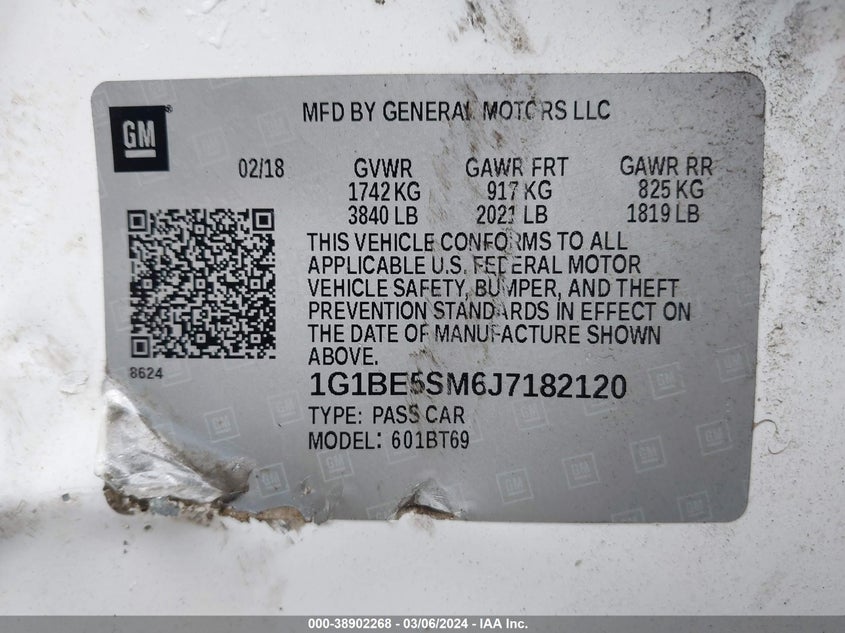 GM
MFD BY GENERAL MOTORS LLC
02/18 GVWR GAWR FRT GAWR RR
1742 KG 917 KG 825 KG
3840 LB 2021 LB 1819 LB
THIS VEHICLE CONFORMS TO ALL
APPLICABLE U.S. FEDERAL MOTOR
VEHICLE SAFETY, BUMPER, AND THEFT
PREVENTION STANDARDS IN EFFECT ON
THE DATE OF MANUFACTURE SHOWN
ABOVE.
8624
1G1BE5SM6J7182120
TYPE: PASS CAR
MODEL: 601BT69
000-38902268 - 03/06/2024 - IAA Inc.